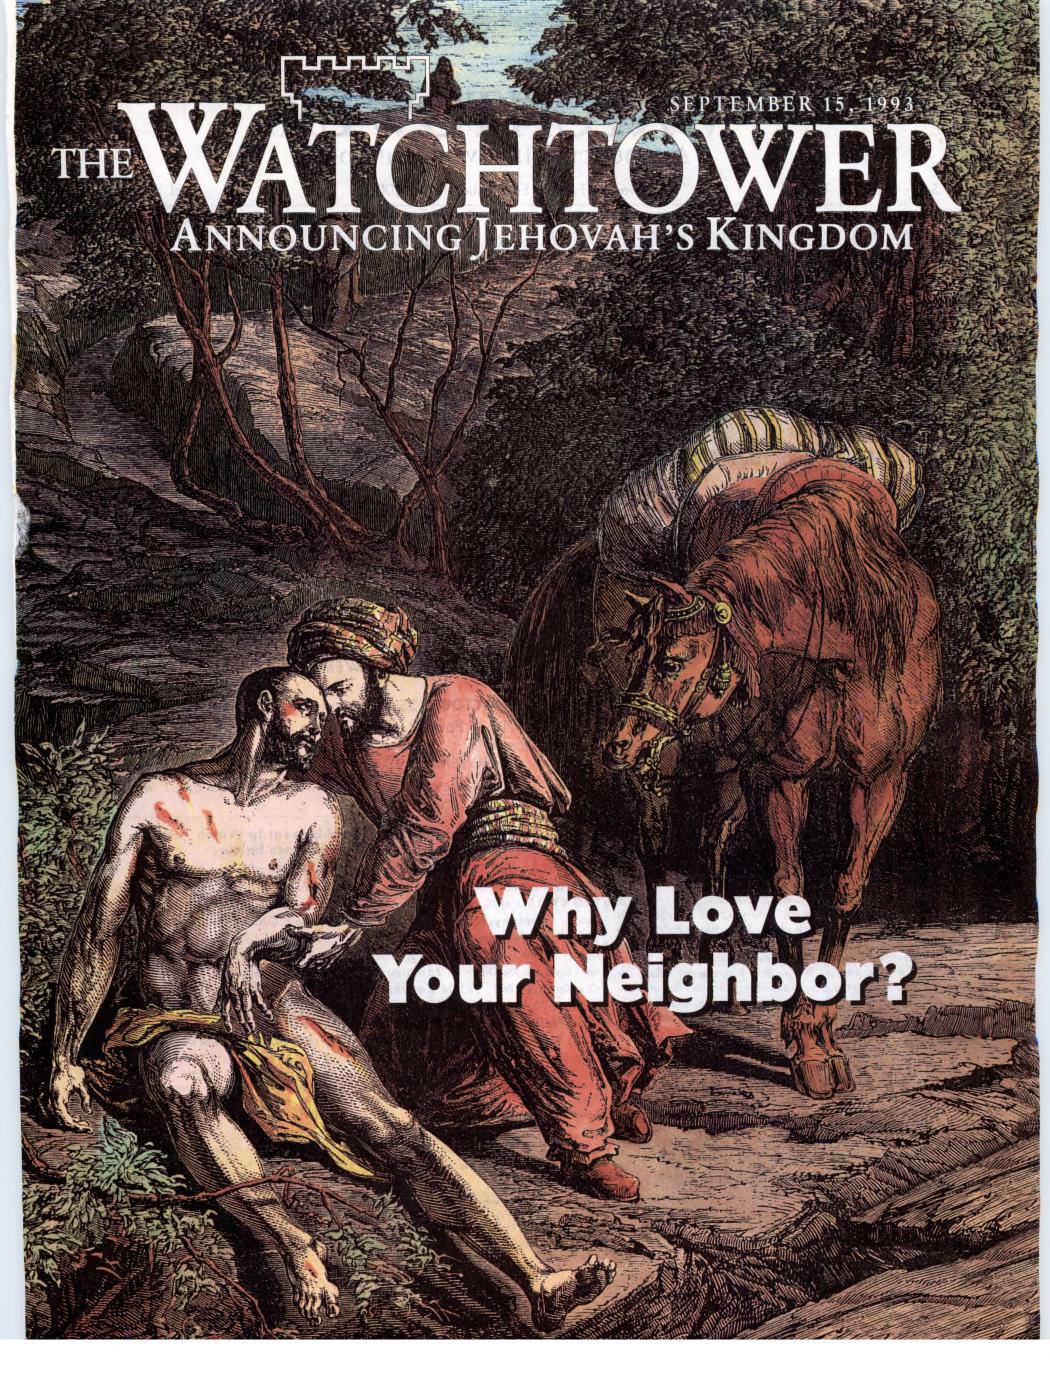 SEPTEMBER 15, 1993
THE WATCHTOWER
ANNOUNCING JEHOVAH'S KINGDOM
Why Love
Your Neighbor?